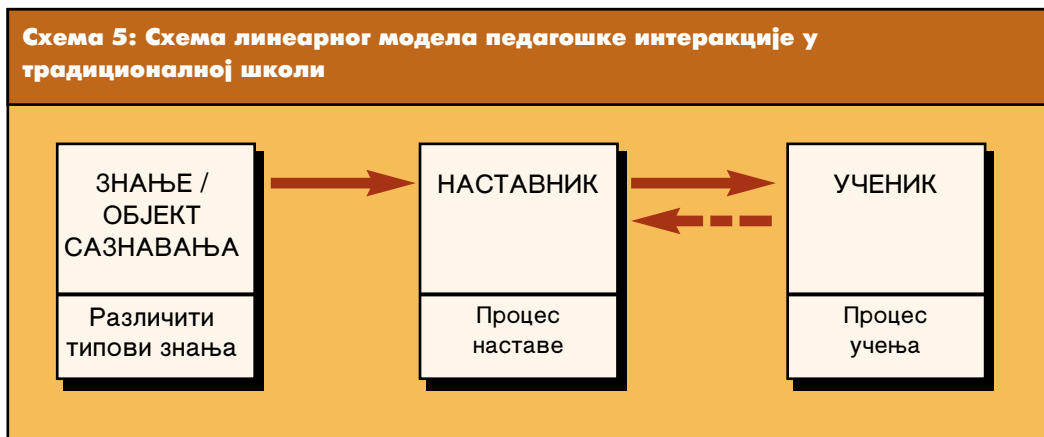 Схема 5: Схема линеарног модела педагошке интеракције у
традиционалној школи
ЗНАЊЕ /
ОБЈЕКТ
САЗНАВАЊА
Различити
типови знања
НАСТАВНИК
Процес
наставе
УЧЕНИК
Процес
учења